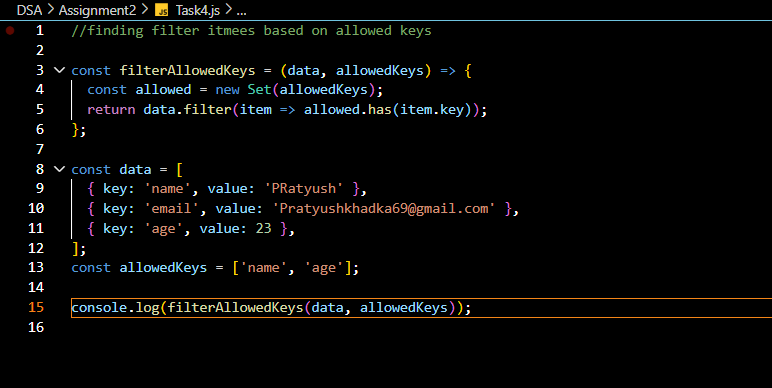 DSA > Assignment2 > JS Task4.js > ...
1 //finding filter itmees based on allowed keys
2
3 const filterAllowedKeys = (data, allowedKeys) => {
4   const allowed = new Set(allowedKeys);
5   return data.filter(item => allowed.has(item.key));
6 };
7
8 const data = [
9   { key: 'name', value: 'PRatyush' },
10   { key: 'email', value: 'Pratyushkhadka69@gmail.com' },
11   { key: 'age', value: 23 },
12 ];
13 const allowedKeys = ['name', 'age'];
14
15 console.log(filterAllowedKeys(data, allowedKeys));
16